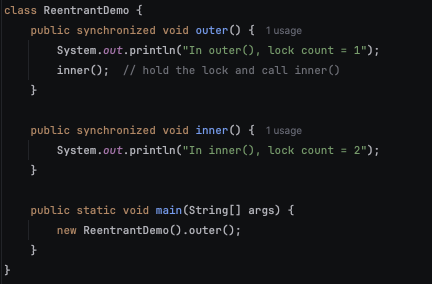 class ReentrantDemo {
    public synchronized void outer() {  1 usage
        System.out.println("In outer(), lock count = 1");
        inner();  // hold the lock and call inner()
    }

    public synchronized void inner() {  1 usage
        System.out.println("In inner(), lock count = 2");
    }

    public static void main(String[] args) {
        new ReentrantDemo().outer();
    }
}